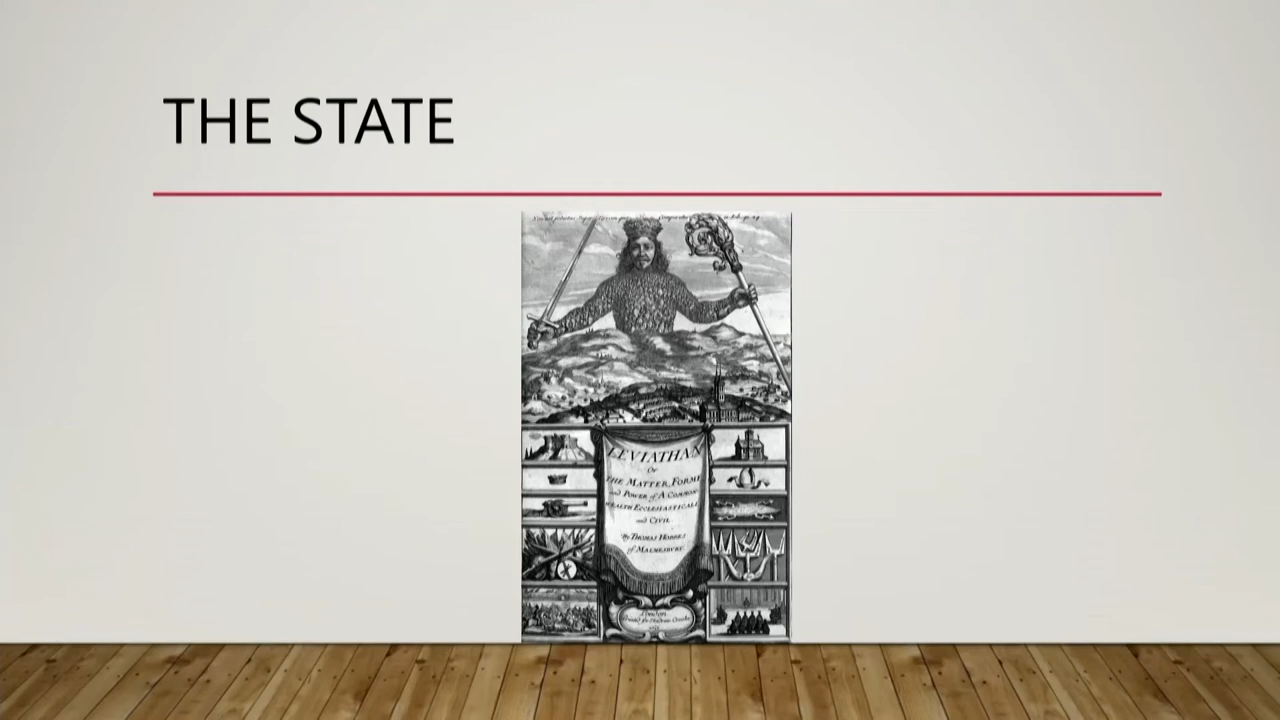 THE STATE
LEVIATHAN
Or
THE MATTER, FORME
and POWER of A COMMON
WEALTH ECCLESIASTICALL
and CIVIL
By THOMAS HOBBES
of MALMESBURY
London